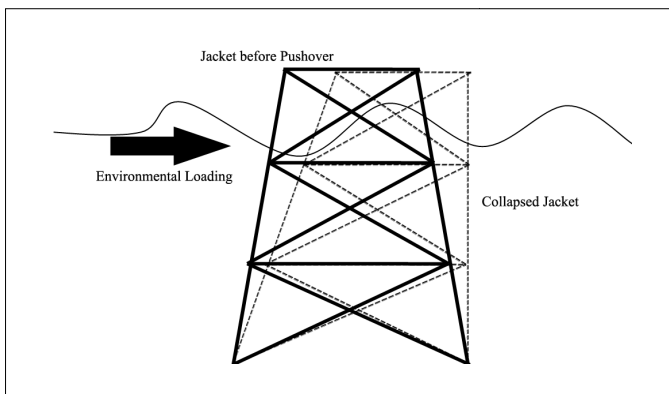 Jacket before Pushover
Environmental Loading
Collapsed Jacket